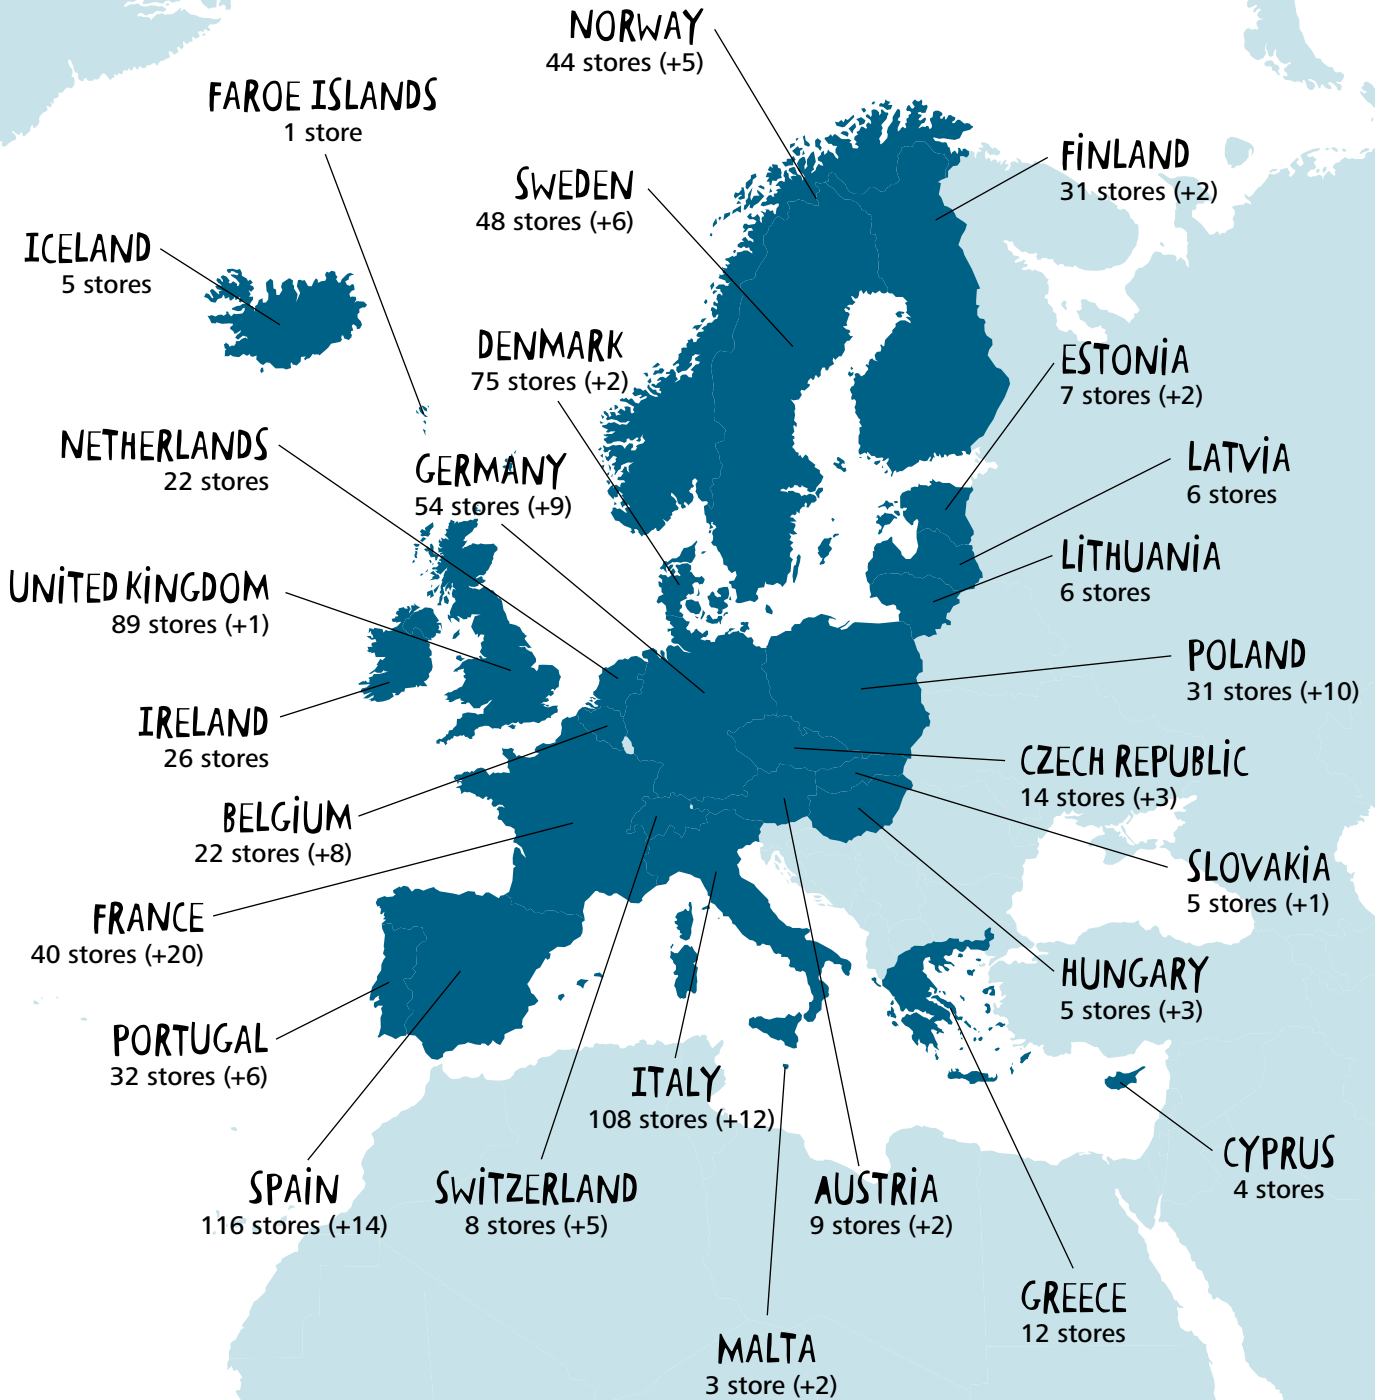 NORWAY
44 stores (+5)
FAROE ISLANDS
1 store
FINLAND
31 stores (+2)
SWEDEN
48 stores (+6)
ICELAND
5 stores
DENMARK
75 stores (+2)
ESTONIA
7 stores (+2)
NETHERLANDS
22 stores
GERMANY
54 stores (+9)
LATVIA
6 stores
LITHUANIA
6 stores
UNITED KINGDOM
89 stores (+1)
POLAND
31 stores (+10)
IRELAND
26 stores
CZECH REPUBLIC
14 stores (+3)
BELGIUM
22 stores (+8)
SLOVAKIA
5 stores (+1)
FRANCE
40 stores (+20)
HUNGARY
5 stores (+3)
PORTUGAL
32 stores (+6)
ITALY
108 stores (+12)
CYPRUS
4 stores
SPAIN
116 stores (+14)
SWITZERLAND
8 stores (+5)
AUSTRIA
9 stores (+2)
GREECE
12 stores
MALTA
3 store (+2)